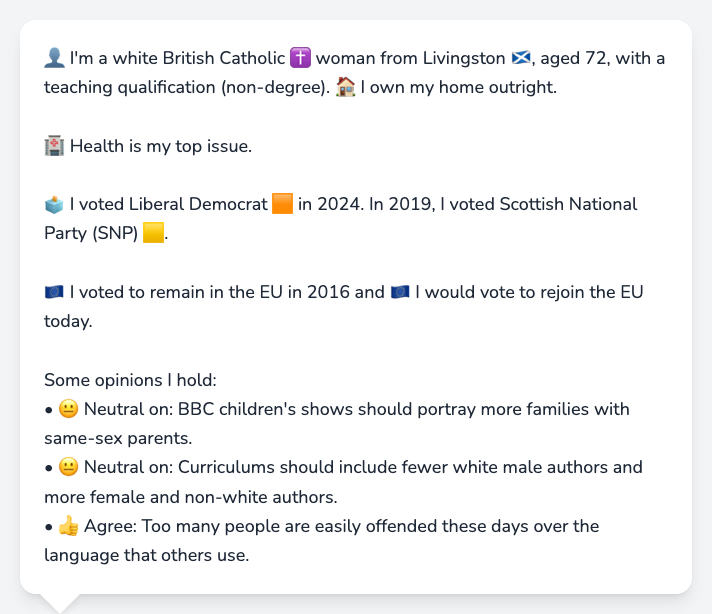 👤 I'm a white British Catholic ✝️ woman from Livingston 🏴󠁧󠁢󠁳󠁣󠁴󠁿, aged 72, with a
teaching qualification (non-degree). 🏠 I own my home outright.
🏥 Health is my top issue.
🗳️ I voted Liberal Democrat 🟧 in 2024. In 2019, I voted Scottish National
Party (SNP) 🟨.
🇪🇺 I voted to remain in the EU in 2016 and 🇪🇺 I would vote to rejoin the EU
today.
Some opinions I hold:
• 😐 Neutral on: BBC children's shows should portray more families with
same-sex parents.
• 😐 Neutral on: Curriculums should include fewer white male authors and
more female and non-white authors.
• 👍 Agree: Too many people are easily offended these days over the
language that others use.